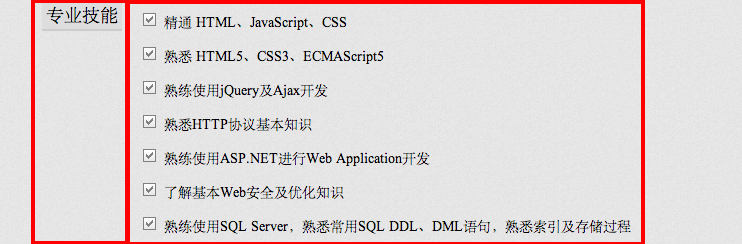 专业技能
精通 HTML、JavaScript、CSS
熟悉 HTML5、CSS3、ECMAScript5
熟练使用jQuery及Ajax开发
熟悉HTTP协议基本知识
熟练使用ASP.NET进行Web Application开发
了解基本Web安全及优化知识
熟练使用SQL Server，熟悉常用SQL DDL、DML语句，熟悉索引及存储过程